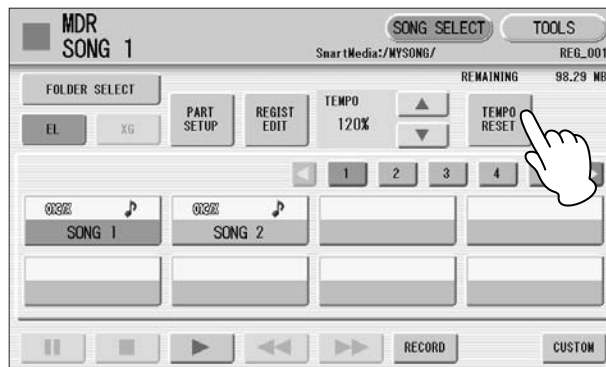 MDR
SONG 1
SONG SELECT
TOOLS
SmartMedia:/MYSONG/
REG_001
REMAINING 98.29 MB
FOLDER SELECT
EL
XG
PART SETUP
REGIST EDIT
TEMPO
120%
TEMPO RESET
1 2 3 4
SONG 1
SONG 2
RECORD
CUSTOM